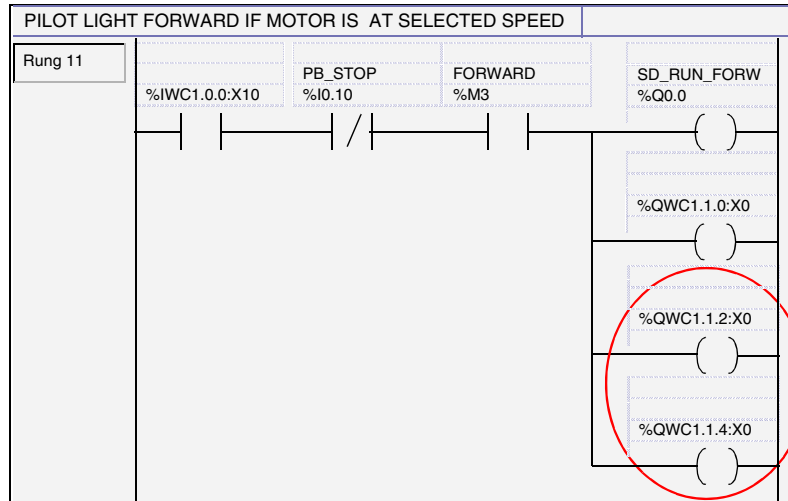 PILOT LIGHT FORWARD IF MOTOR IS AT SELECTED SPEED
Rung 11
PB_STOP FORWARD SD_RUN_FORW
%IWC1.0.0:X10 %I0.10 %M3 %Q0.0
%QWC1.1.0:X0
%QWC1.1.2:X0
%QWC1.1.4:X0